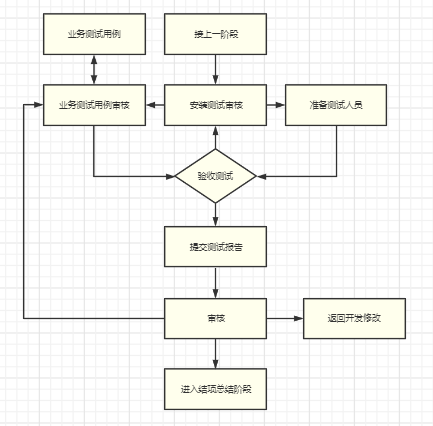 业务测试用例
接上一阶段
业务测试用例审核
安装测试审核
准备测试人员
验收测试
提交测试报告
审核
返回开发修改
进入结项总结阶段